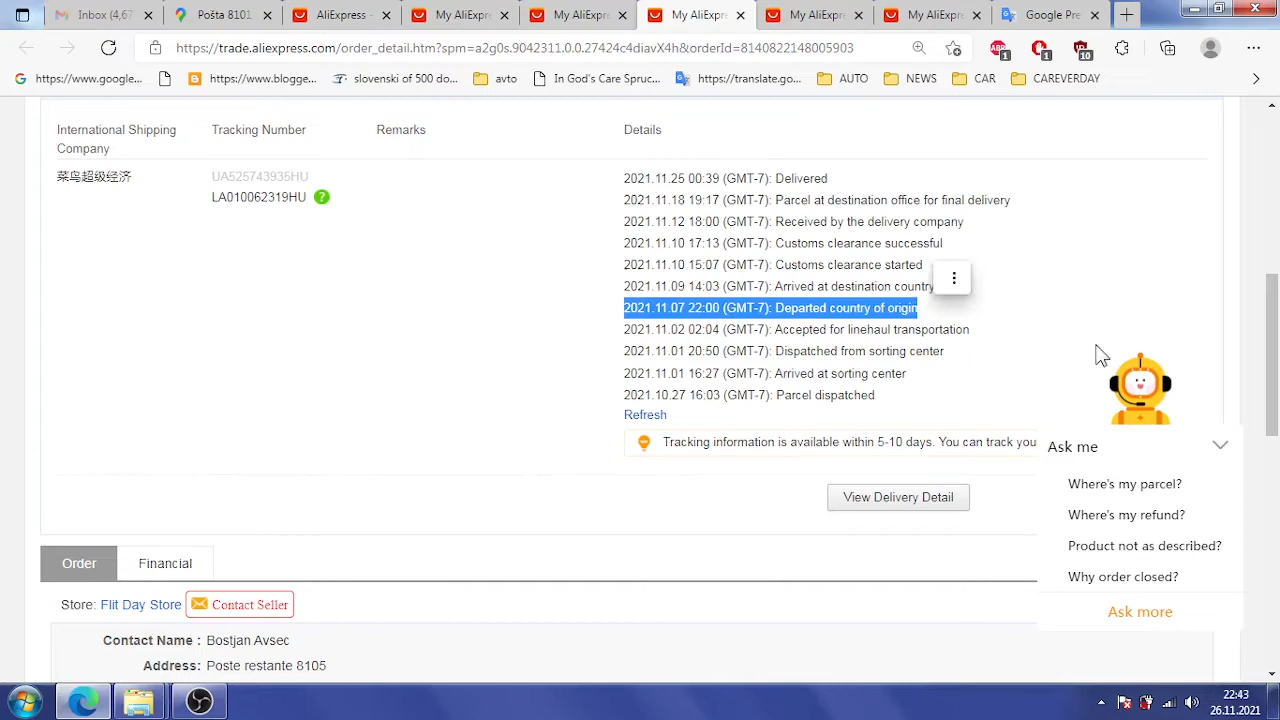 Inbox (4,67
Pošta 8101
AliExpress -
My AliExpre
My AliExpre
My AliExpre
My AliExpre
My AliExpre
Google Pre
https://trade.aliexpress.com/order_detail.htm?spm=a2g0s.9042311.0.0.27424c4diavX4h&orderId=8140822148005903
ABP 1
1
10
https://www.google...
https://www.blogge...
slovenski of 500 do...
avto
In God's Care Spruc...
https://translate.go...
AUTO
NEWS
CAR
CAREVERDAY
International Shipping Company
Tracking Number
Remarks
Details
菜鸟超级经济
UA525743935HU
LA010062319HU ?
2021.11.25 00:39 (GMT-7): Delivered
2021.11.18 19:17 (GMT-7): Parcel at destination office for final delivery
2021.11.12 18:00 (GMT-7): Received by the delivery company
2021.11.10 17:13 (GMT-7): Customs clearance successful
2021.11.10 15:07 (GMT-7): Customs clearance started
2021.11.09 14:03 (GMT-7): Arrived at destination country
2021.11.07 22:00 (GMT-7): Departed country of origin
2021.11.02 02:04 (GMT-7): Accepted for linehaul transportation
2021.11.01 20:50 (GMT-7): Dispatched from sorting center
2021.11.01 16:27 (GMT-7): Arrived at sorting center
2021.10.27 16:03 (GMT-7): Parcel dispatched
Refresh
Tracking information is available within 5-10 days. You can track you
View Delivery Detail
Ask me
Where's my parcel?
Where's my refund?
Product not as described?
Why order closed?
Ask more
Order
Financial
Store: Flit Day Store
Contact Seller
Contact Name : Bostjan Avsec
Address: Poste restante 8105
22:43
26.11.2021